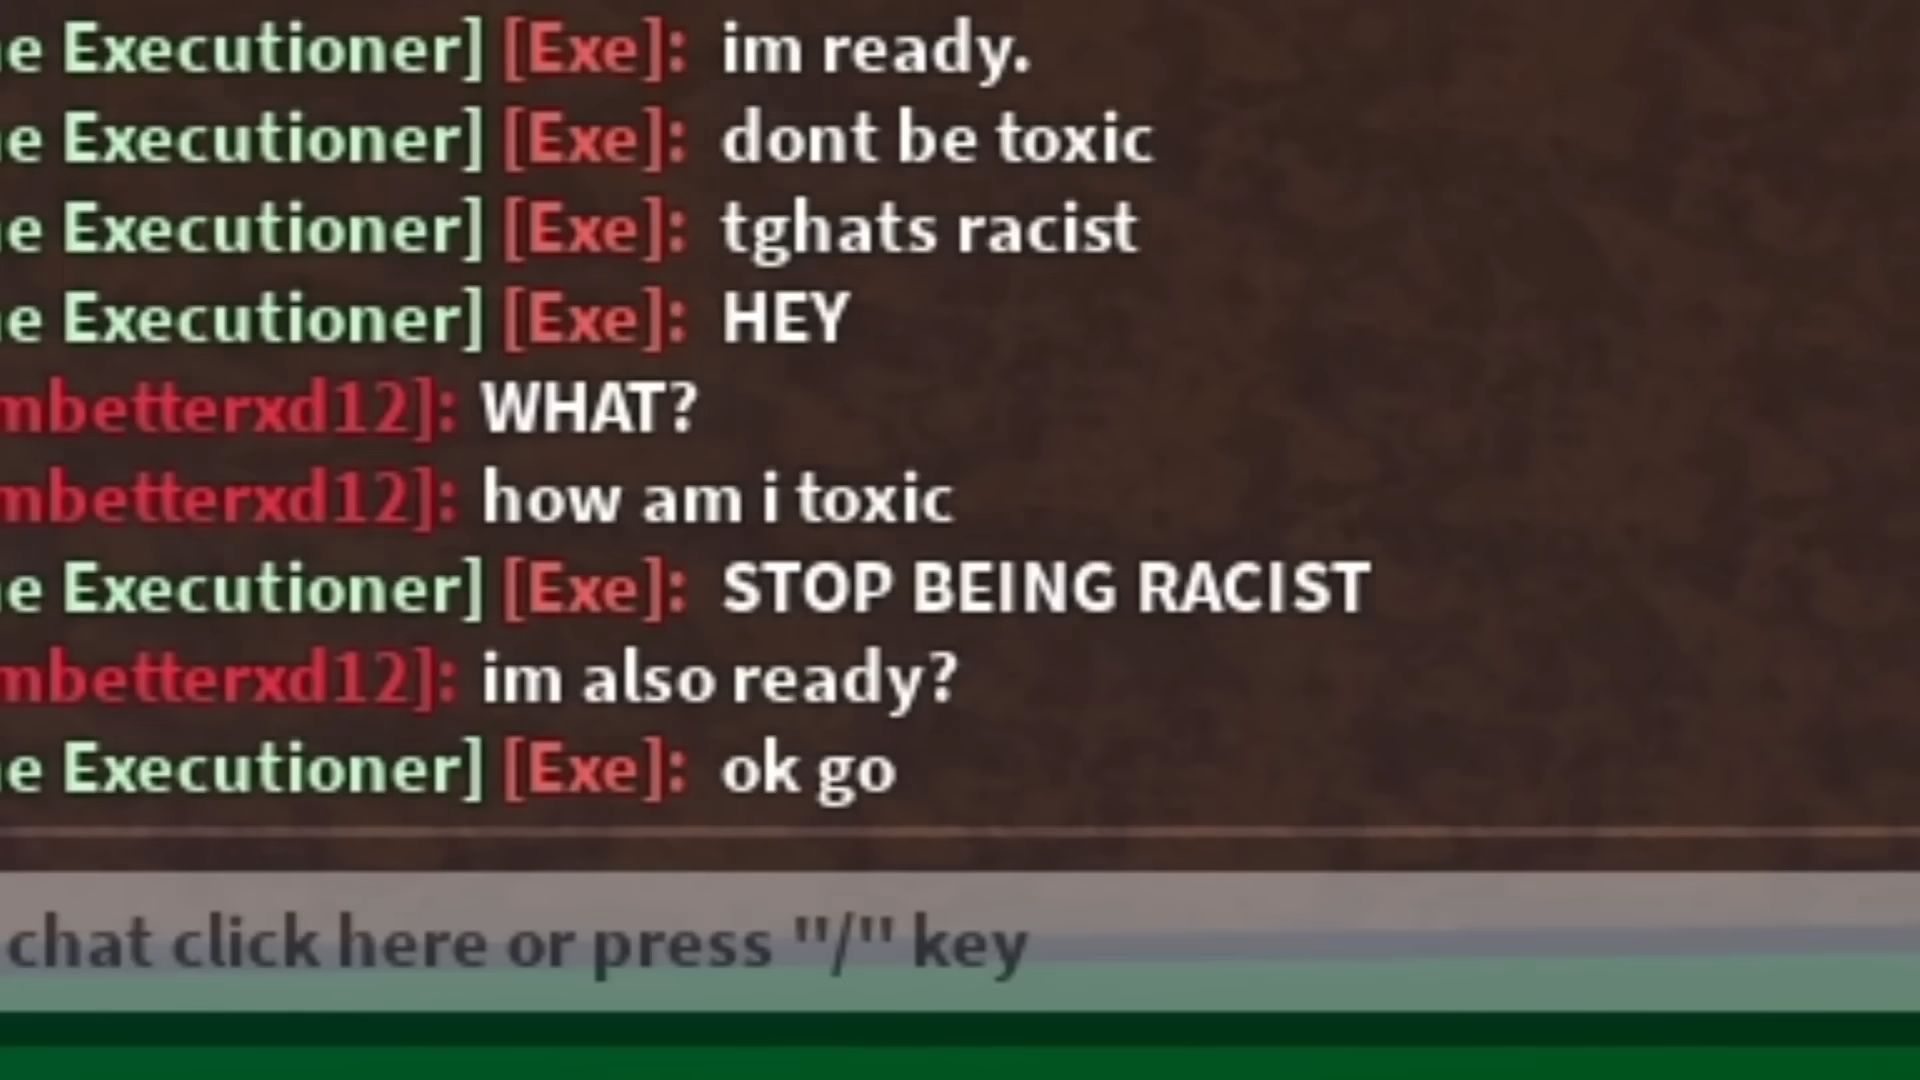 e Executioner] [Exe]: im ready.
e Executioner] [Exe]: dont be toxic
e Executioner] [Exe]: tghats racist
e Executioner] [Exe]: HEY
mbetterxd12]: WHAT?
mbetterxd12]: how am i toxic
e Executioner] [Exe]: STOP BEING RACIST
mbetterxd12]: im also ready?
e Executioner] [Exe]: ok go
chat click here or press "/" key